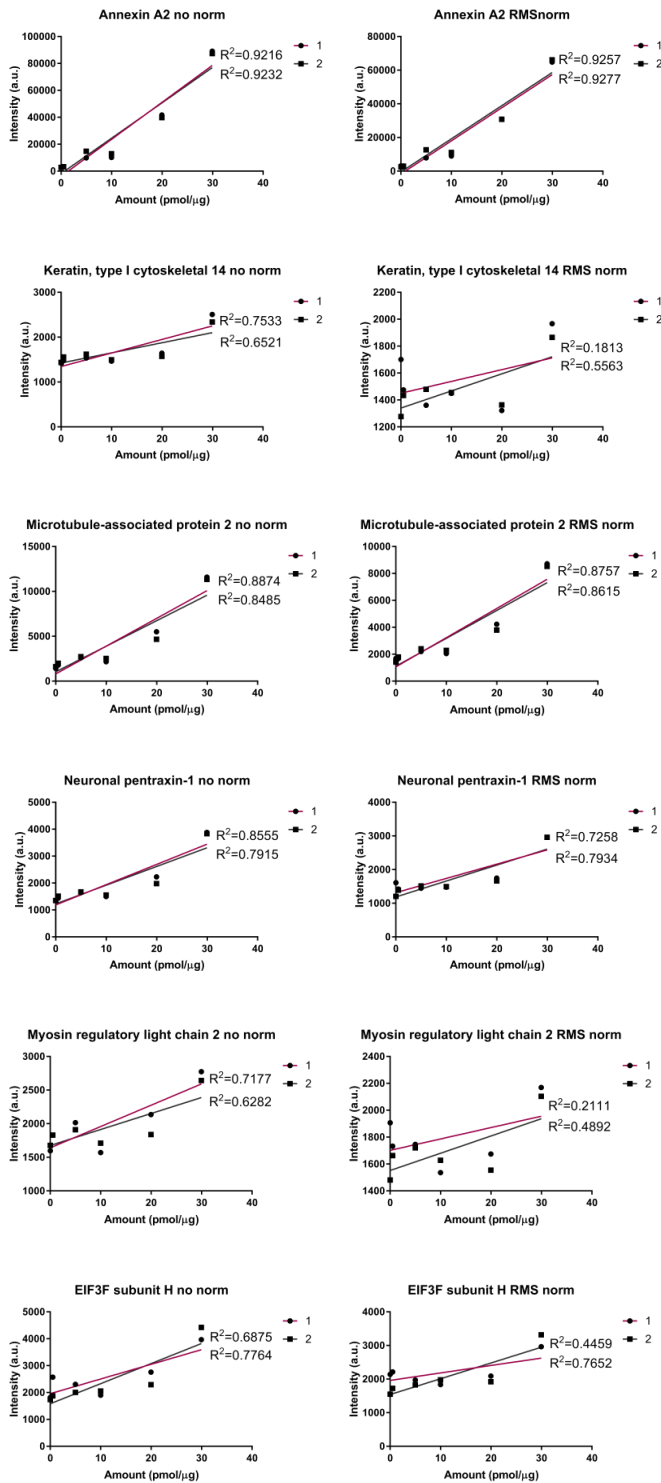 Annexin A2 no norm
100000
80000
60000
40000
20000
0
Intensity (a.u.)
0 10 20 30 40
Amount (pmol/μg)
R²=0.9216
R²=0.9232
1
2
Annexin A2 RMSnorm
80000
60000
40000
20000
0
Intensity (a.u.)
0 10 20 30 40
Amount (pmol/μg)
R²=0.9257
R²=0.9277
1
2
Keratin, type I cytoskeletal 14 no norm
3000
2000
1000
0
Intensity (a.u.)
0 10 20 30 40
Amount (pmol/μg)
R²=0.7533
R²=0.6521
1
2
Keratin, type I cytoskeletal 14 RMS norm
2200
2000
1800
1600
1400
1200
Intensity (a.u.)
0 10 20 30 40
Amount (pmol/μg)
R²=0.1813
R²=0.5563
1
2
Microtubule-associated protein 2 no norm
15000
10000
5000
0
Intensity (a.u.)
0 10 20 30 40
Amount (pmol/μg)
R²=0.8874
R²=0.8485
1
2
Microtubule-associated protein 2 RMS norm
10000
8000
6000
4000
2000
0
Intensity (a.u.)
0 10 20 30 40
Amount (pmol/μg)
R²=0.8757
R²=0.8615
1
2
Neuronal pentraxin-1 no norm
5000
4000
3000
2000
1000
0
Intensity (a.u.)
0 10 20 30 40
Amount (pmol/μg)
R²=0.8555
R²=0.7915
1
2
Neuronal pentraxin-1 RMS norm
4000
3000
2000
1000
0
Intensity (a.u.)
0 10 20 30 40
Amount (pmol/μg)
R²=0.7258
R²=0.7934
1
2
Myosin regulatory light chain 2 no norm
3000
2500
2000
1500
1000
Intensity (a.u.)
0 10 20 30 40
Amount (pmol/μg)
R²=0.7177
R²=0.6282
1
2
Myosin regulatory light chain 2 RMS norm
2400
2200
2000
1800
1600
1400
Intensity (a.u.)
0 10 20 30 40
Amount (pmol/μg)
R²=0.2111
R²=0.4892
1
2
EIF3F subunit H no norm
5000
4000
3000
2000
1000
0
Intensity (a.u.)
0 10 20 30 40
Amount (pmol/μg)
R²=0.6875
R²=0.7764
1
2
EIF3F subunit H RMS norm
4000
3000
2000
1000
0
Intensity (a.u.)
0 10 20 30 40
Amount (pmol/μg)
R²=0.4459
R²=0.7652
1
2